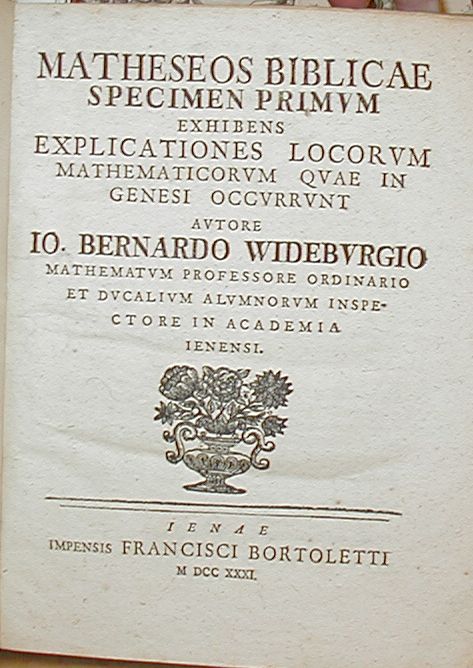 MATHESEOS BIBLICAE
SPECIMEN PRIMVM
EXHIBENS
EXPLICATIONES LOCORVM
MATHEMATICORVM QVAE IN
GENESI OCCVRRVNT
AVTORE
IO. BERNARDO WIDEBVRGIO
MATHEMATVM PROFESSORE ORDINARIO
ET DVCALIVM ALVMNORVM INSPE-
CTORE IN ACADEMIA
IENENSI.
IENAE
IMPENSIS FRANCISCI BORTOLETTI
M DCC XXXI.